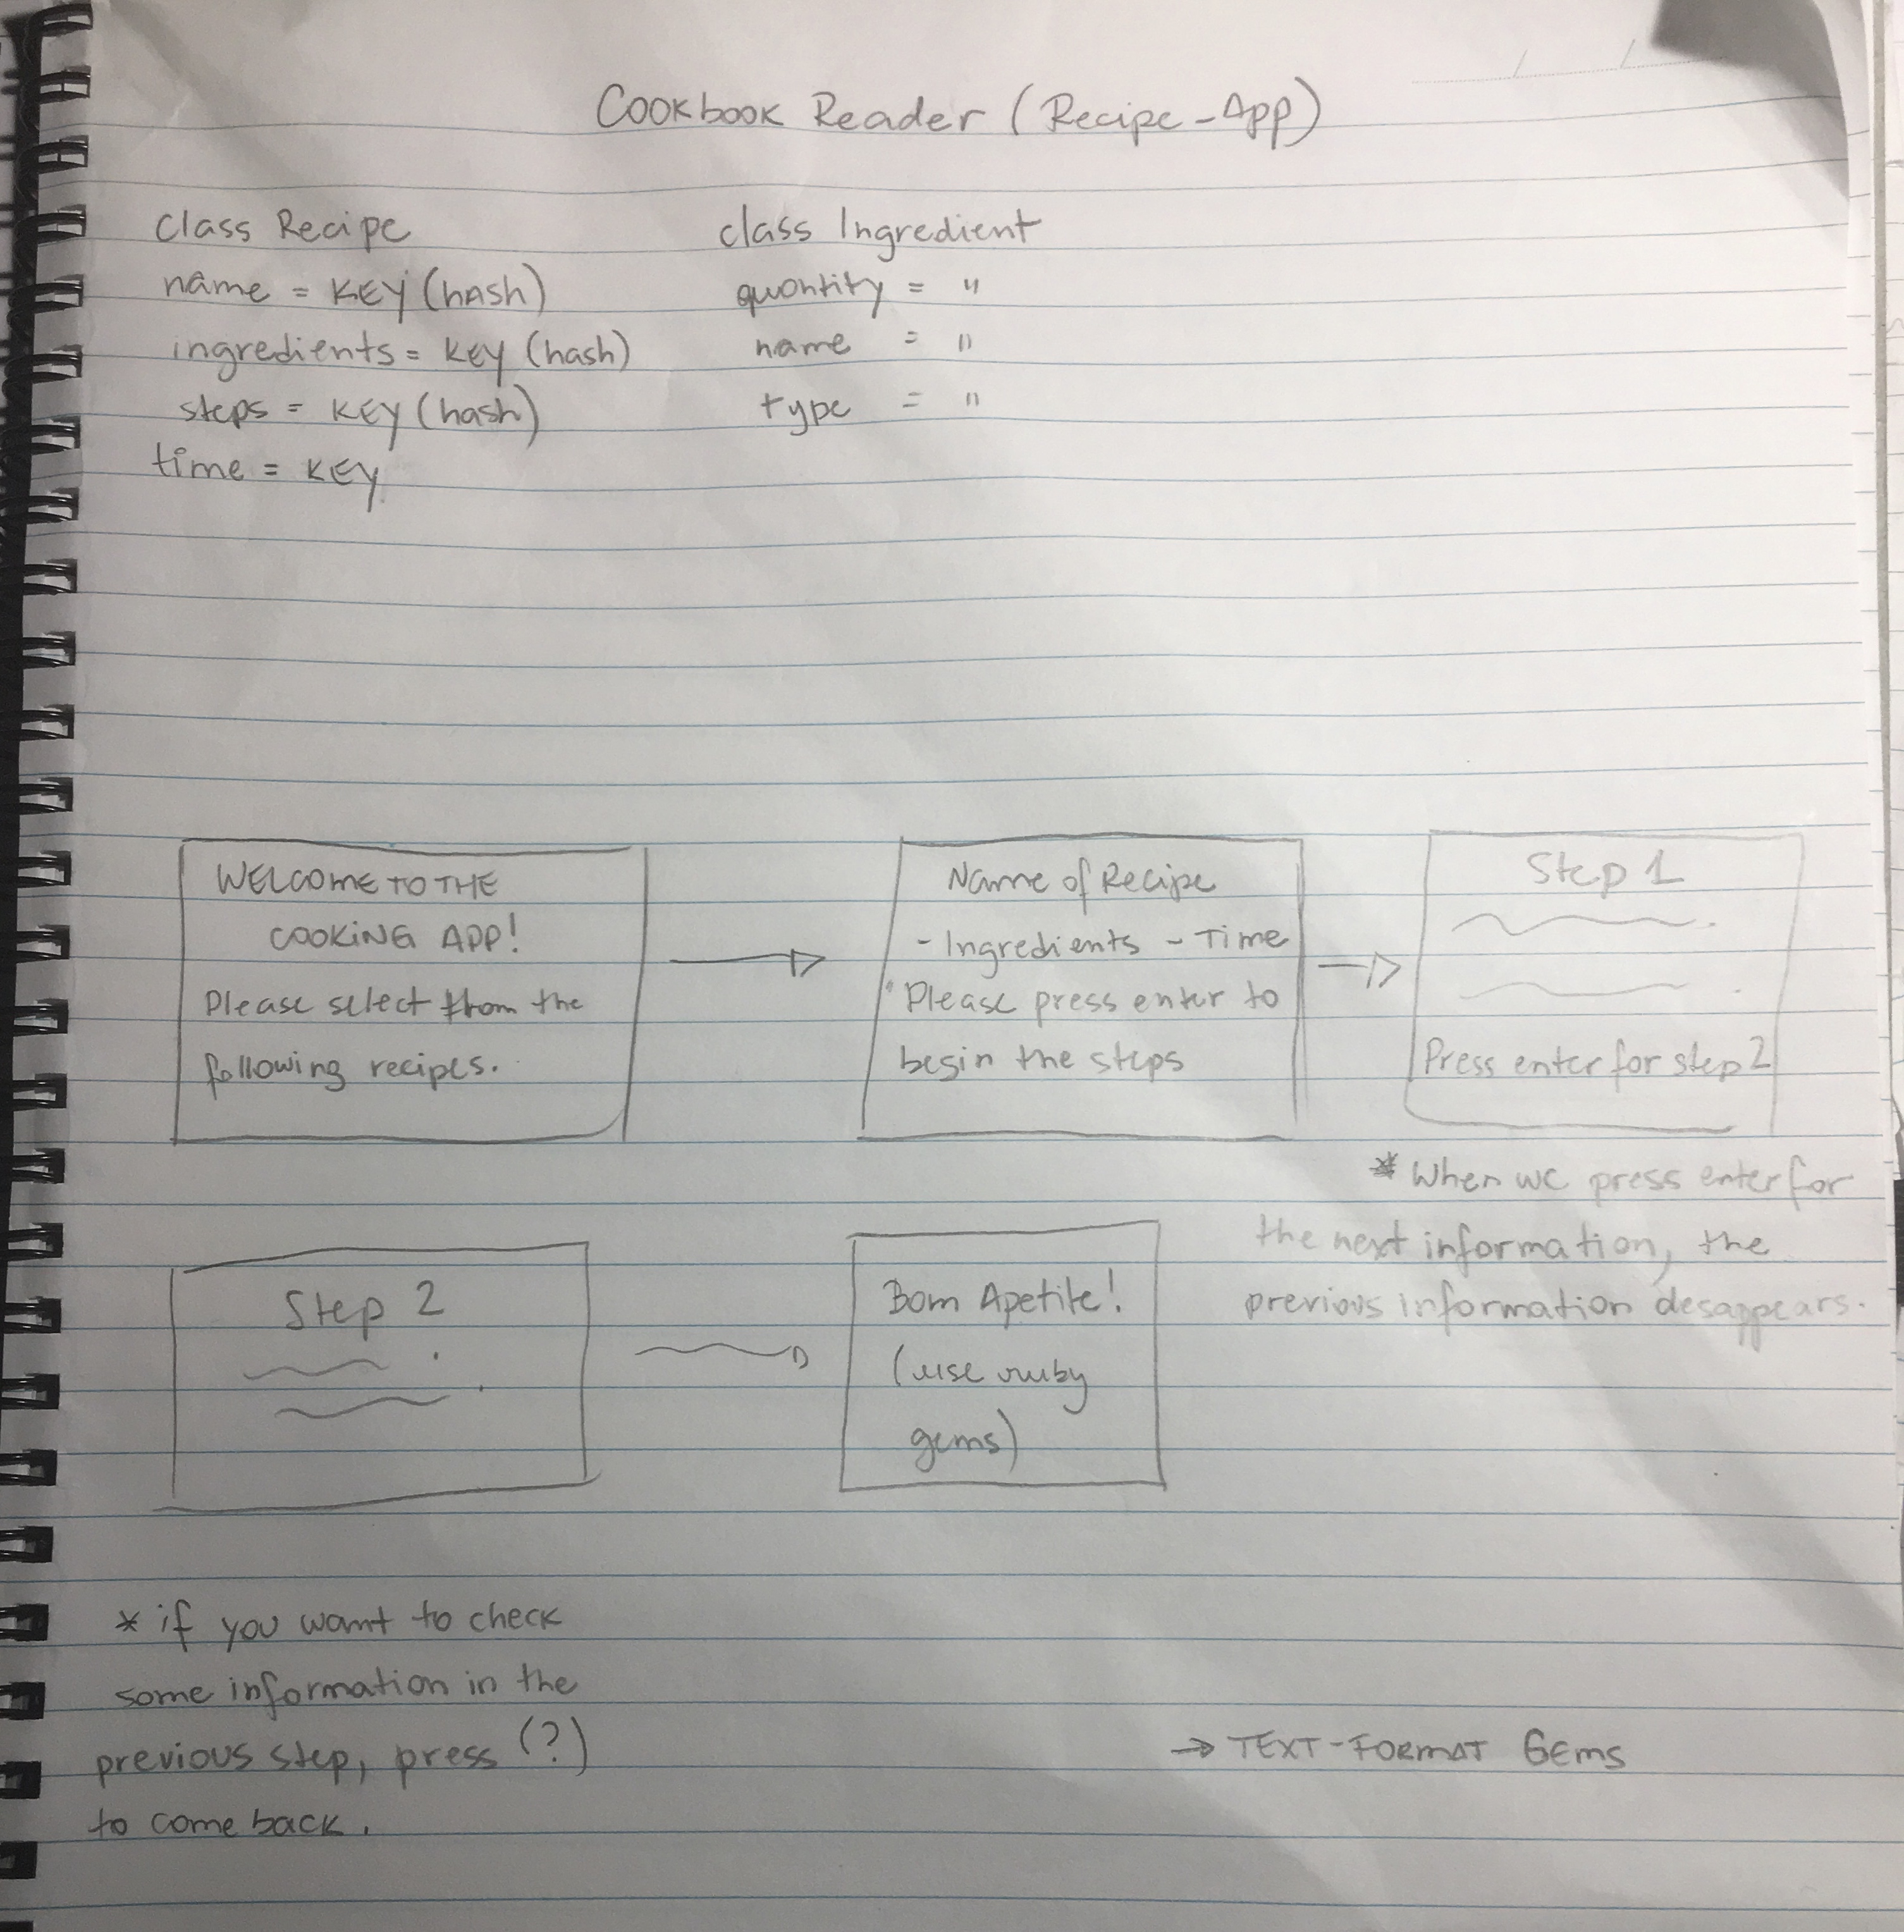 Cookbook Reader (Recipe-App)
class Recipe
name = KEY (hash)
ingredients = KEY (hash)
steps = KEY (hash)
time = KEY
class Ingredient
quontity = "
name = "
type = "
WELCOME TO THE
COOKING APP!
Please select from the
following recipes.
Name of Recipe
- Ingredients - Time
Please press enter to
begin the steps
Step 1
Press enter for step 2
* When we press enter for
the next information, the
previous information desappears.
Step 2
Bom Apetite!
(use ruby
gems)
* if you want to check
some information in the
previous step, press (?)
to come back.
→ TEXT-FORMAT GEMS